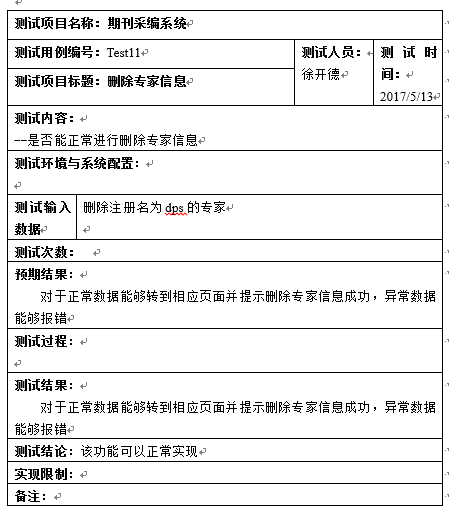 测试项目名称：期刊采编系统
测试用例编号：Test11
测试人员：
徐开德
测试时
间：
2017/5/13
测试项目标题：删除专家信息
测试内容：
--是否能正常进行删除专家信息
测试环境与系统配置：
测试输入
数据
删除注册名为 dps 的专家
测试次数：
预期结果：
对于正常数据能够转到相应页面并提示删除专家信息成功，异常数据
能够报错
测试过程：
测试结果：
对于正常数据能够转到相应页面并提示删除专家信息成功，异常数据
能够报错
测试结论：该功能可以正常实现
实现限制：
备注：